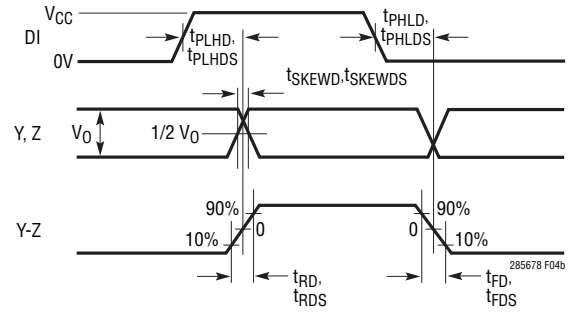 VCC
DI
0V
tPLHD,
tPLHDS
tPHLD,
tPHLDS
tSKEWD,tSKEWDS
Y, Z
VO
1/2 VO
Y-Z
90%
10%
0
0
90%
10%
285678 F04b
tRD,
tRDS
tFD,
tFDS